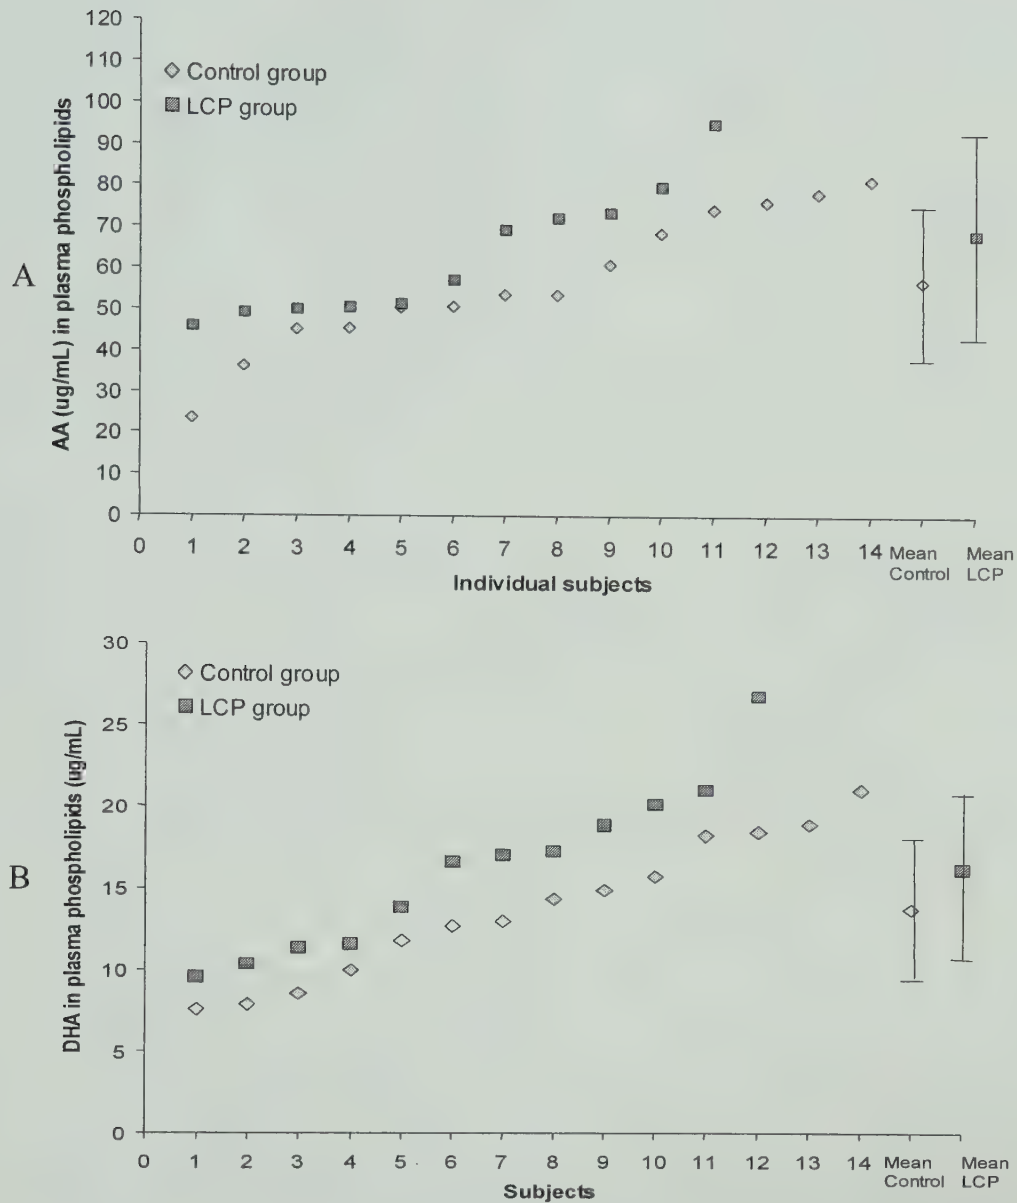 A
AA (ug/mL) in plasma phospholipids
120
110
100
90
80
70
60
50
40
30
20
10
0
Control group
LCP group
0 1 2 3 4 5 6 7 8 9 10 11 12 13 14 Mean Control Mean LCP
Individual subjects
B
DHA in plasma phospholipids (ug/mL)
30
25
20
15
10
5
0
Control group
LCP group
0 1 2 3 4 5 6 7 8 9 10 11 12 13 14 Mean Control Mean LCP
Subjects